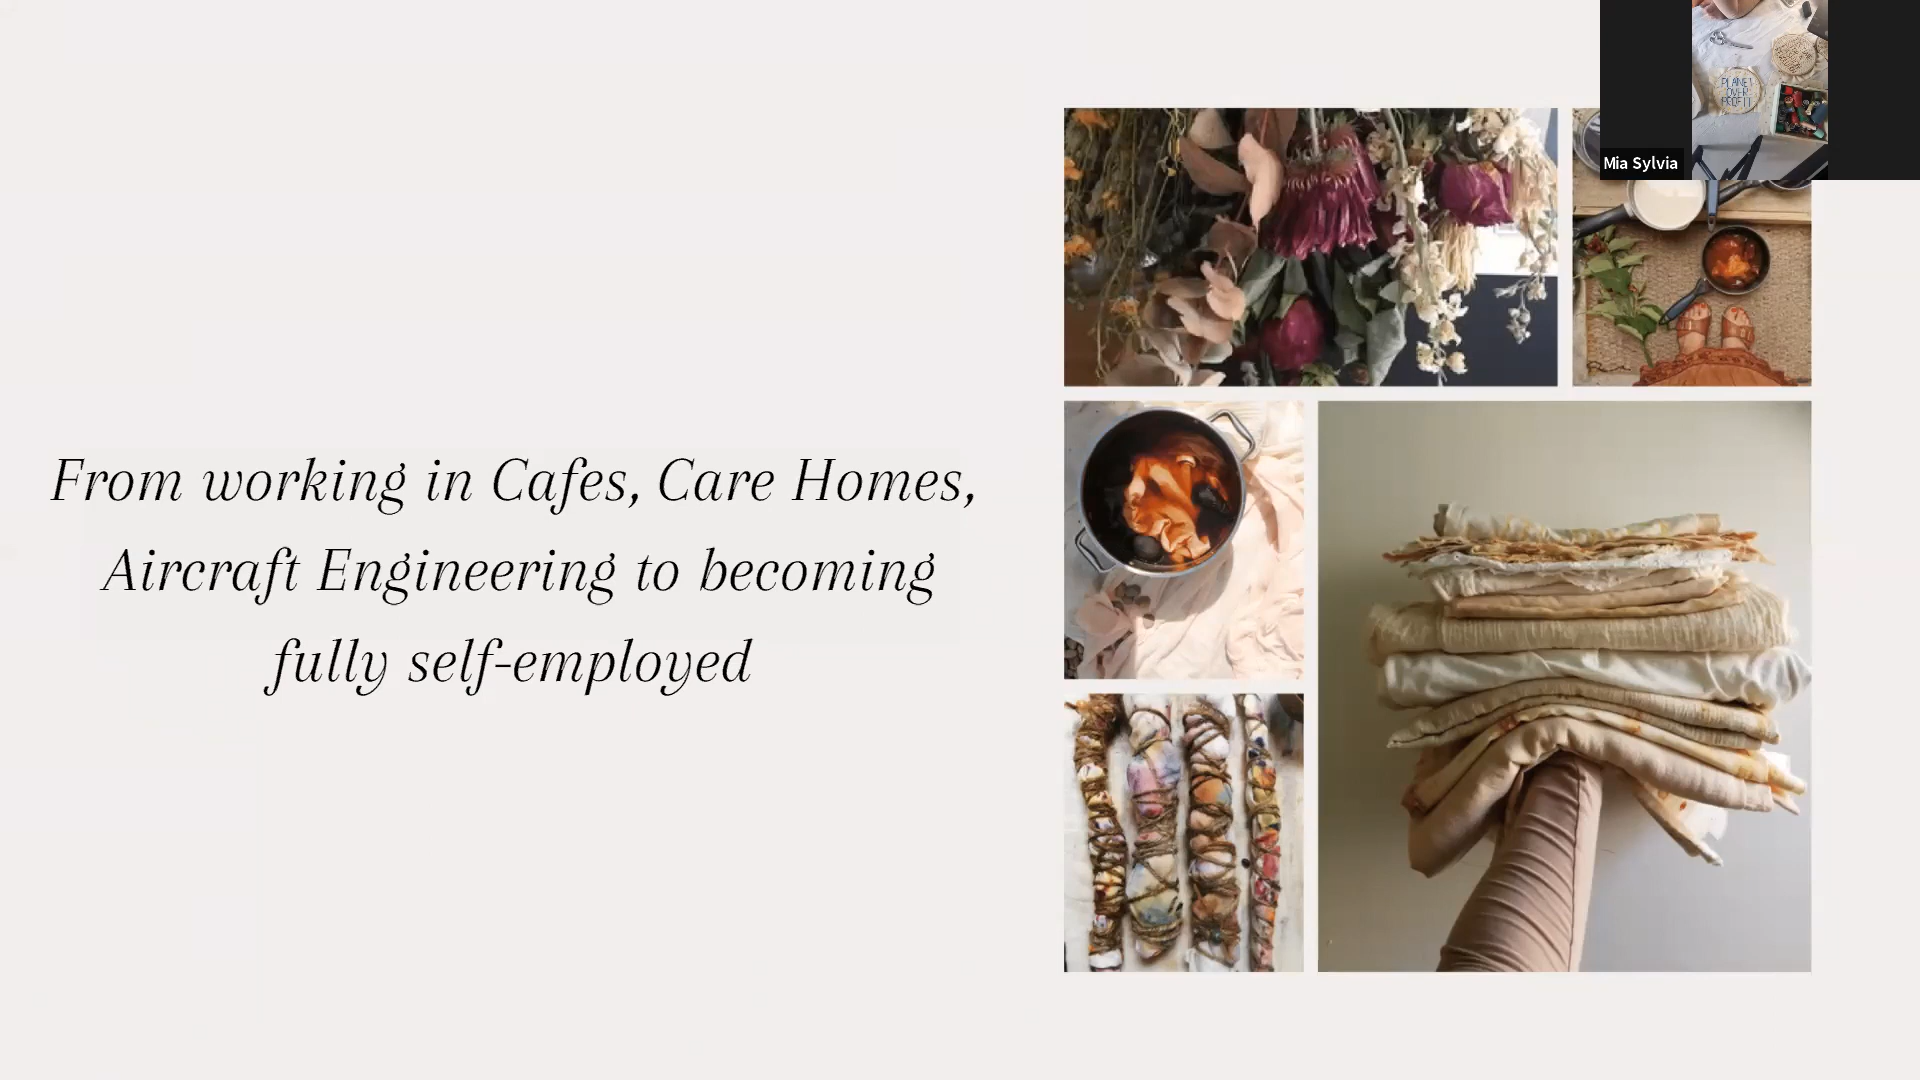 From working in Cafes, Care Homes,
Aircraft Engineering to becoming
fully self-employed
Mia Sylvia
PLANET
OVER
PROFIT